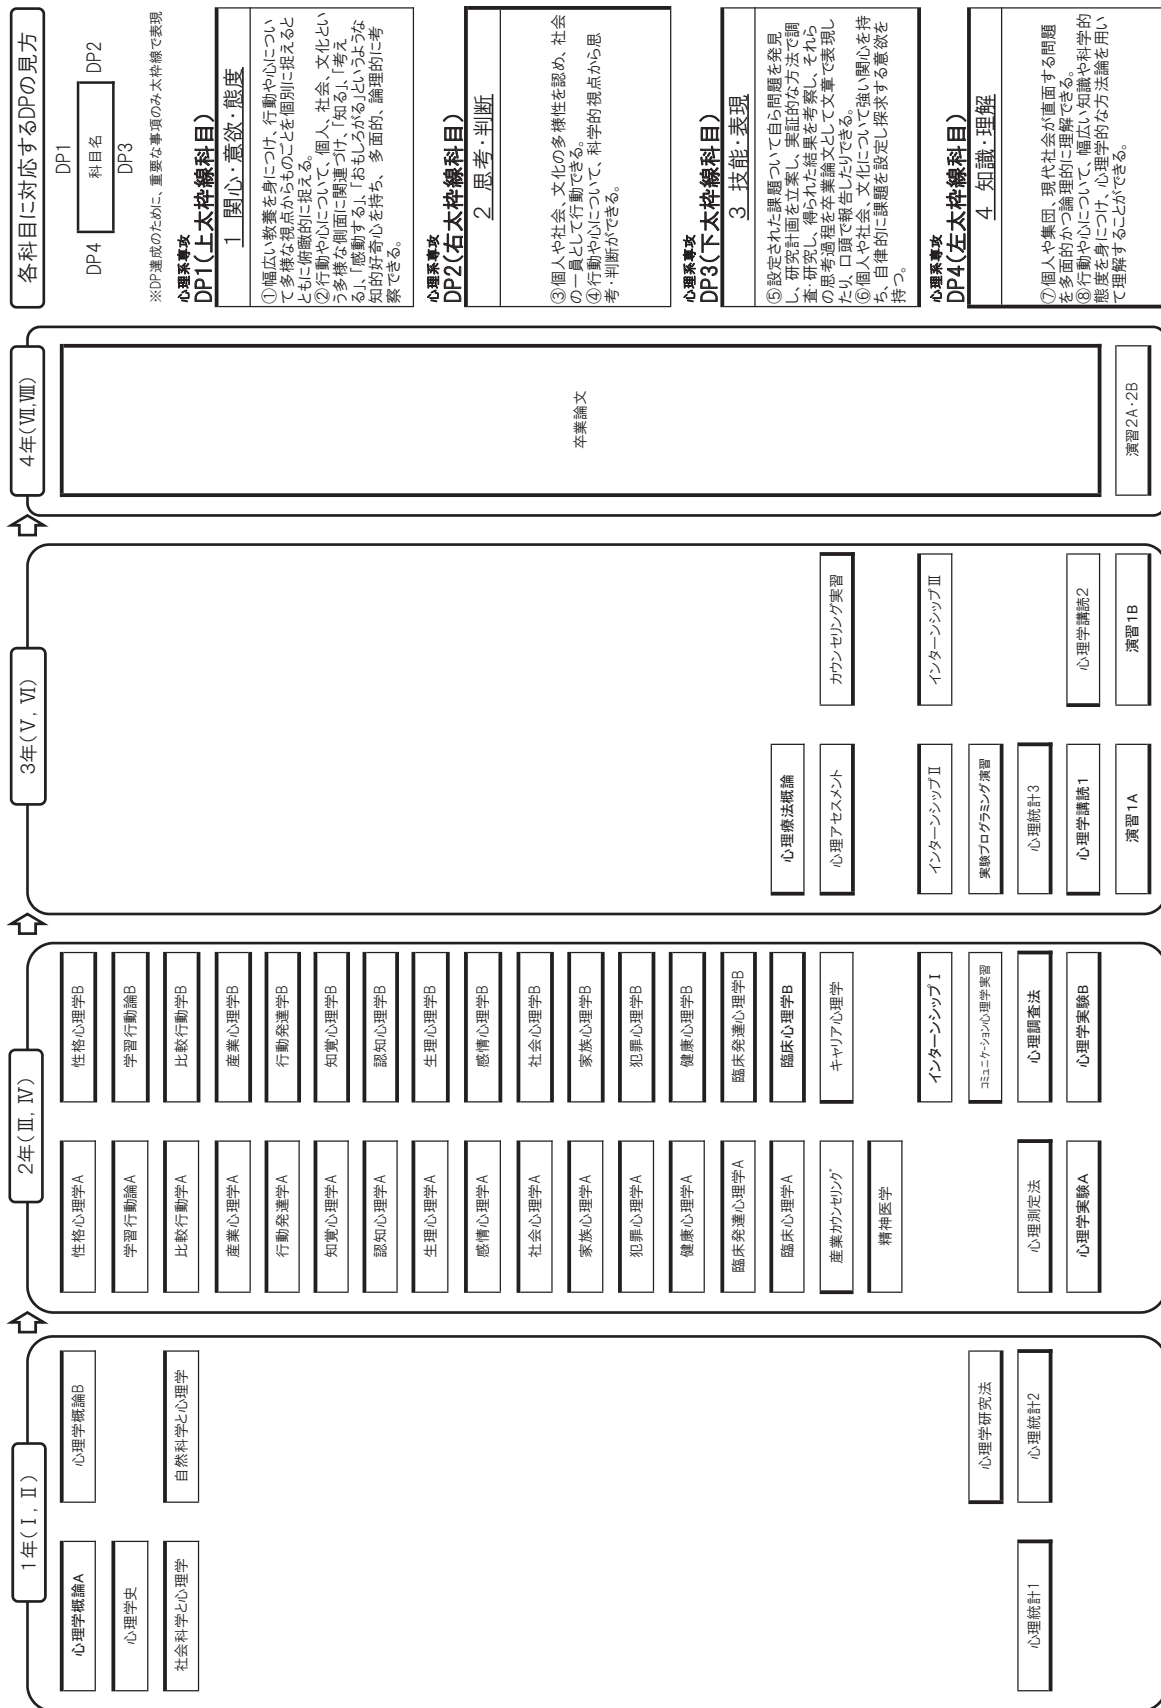 1年(Ⅰ, Ⅱ)
心理学概論A
心理学概論B
心理学史
社会科学と心理学
自然科学と心理学
心理学研究法
心理統計1
心理統計2
2年(Ⅲ, Ⅳ)
性格心理学A
性格心理学B
学習行動論A
学習行動論B
比較行動学A
比較行動学B
産業心理学A
産業心理学B
行動発達学A
行動発達学B
知覚心理学A
知覚心理学B
認知心理学A
認知心理学B
生理心理学A
生理心理学B
感情心理学A
感情心理学B
社会心理学A
社会心理学B
家族心理学A
家族心理学B
犯罪心理学A
犯罪心理学B
健康心理学A
健康心理学B
臨床発達心理学A
臨床発達心理学B
臨床心理学A
臨床心理学B
産業カウンセリング
キャリア心理学
精神医学
インターンシップⅠ
コミュニケーション心理学実習
心理測定法
心理調査法
心理学実験A
心理学実験B
3年(Ⅴ, Ⅵ)
心理療法概論
心理アセスメント
カウンセリング実習
インターンシップⅡ
インターンシップⅢ
実験プログラミング演習
心理統計3
心理学講読1
心理学講読2
演習1A
演習1B
4年(Ⅶ,Ⅷ)
卒業論文
演習2A・2B
各科目に対応するDPの見方
DP1
DP4 科目名 DP2
DP3
※DP達成のために、重要な事項のみ太枠線で表現
心理系専攻
DP1(上太枠線科目)
1 関心・意欲・態度
①幅広い教養を身につけ、行動や心につい
て多様な視点からものごとを個別に捉えると
ともに俯瞰的に捉える。
②行動や心について、個人、社会、文化とい
う多様な側面に関連づけ、「知る」、「考え
る」、「感動する」、「おもしろがる」というような
知的好奇心を持ち、多面的、論理的に考
察できる。
心理系専攻
DP2(右太枠線科目)
2 思考・判断
③個人や社会、文化の多様性を認め、社会
の一員として行動できる。
④行動や心について、科学的視点から思
考・判断ができる。
心理系専攻
DP3(下太枠線科目)
3 技能・表現
⑤設定された課題ついて自ら問題を発見
し、研究計画を立案し、実証的な方法で調
査・研究し、得られた結果を考察し、それら
の思考過程を卒業論文として文章で表現し
たり、口頭で報告したりできる。
⑥個人や社会、文化について強い関心を持
ち、自律的に課題を設定し探求する意欲を
持つ。
心理系専攻
DP4(左太枠線科目)
4 知識・理解
⑦個人や集団、現代社会が直面する問題
を多面的かつ論理的に理解できる。
⑧行動や心について、幅広い知識や科学的
態度を身につけ、心理学的な方法論を用い
て理解することができる。